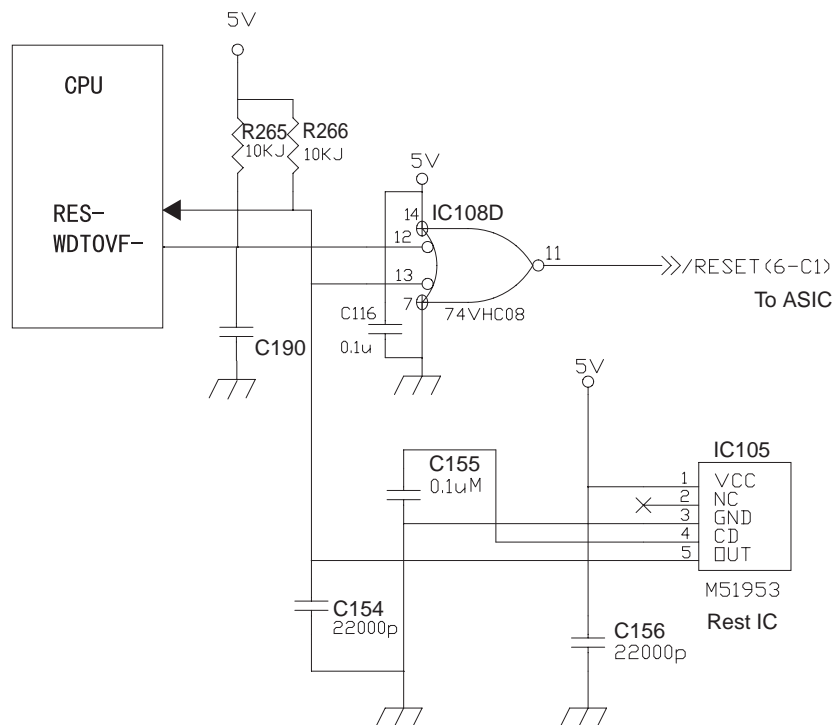 5V
CPU
R265
10KJ
R266
10KJ
5V
RES-
WDTOVF-
14
IC108D
12
13
11
/RESET(6-C1)
To ASIC
7
74VHC08
C116
0.1u
C190
5V
IC105
C155
0.1uM
1 VCC
2 NC
3 GND
4 CD
5 OUT
M51953
Rest IC
C154
22000p
C156
22000p